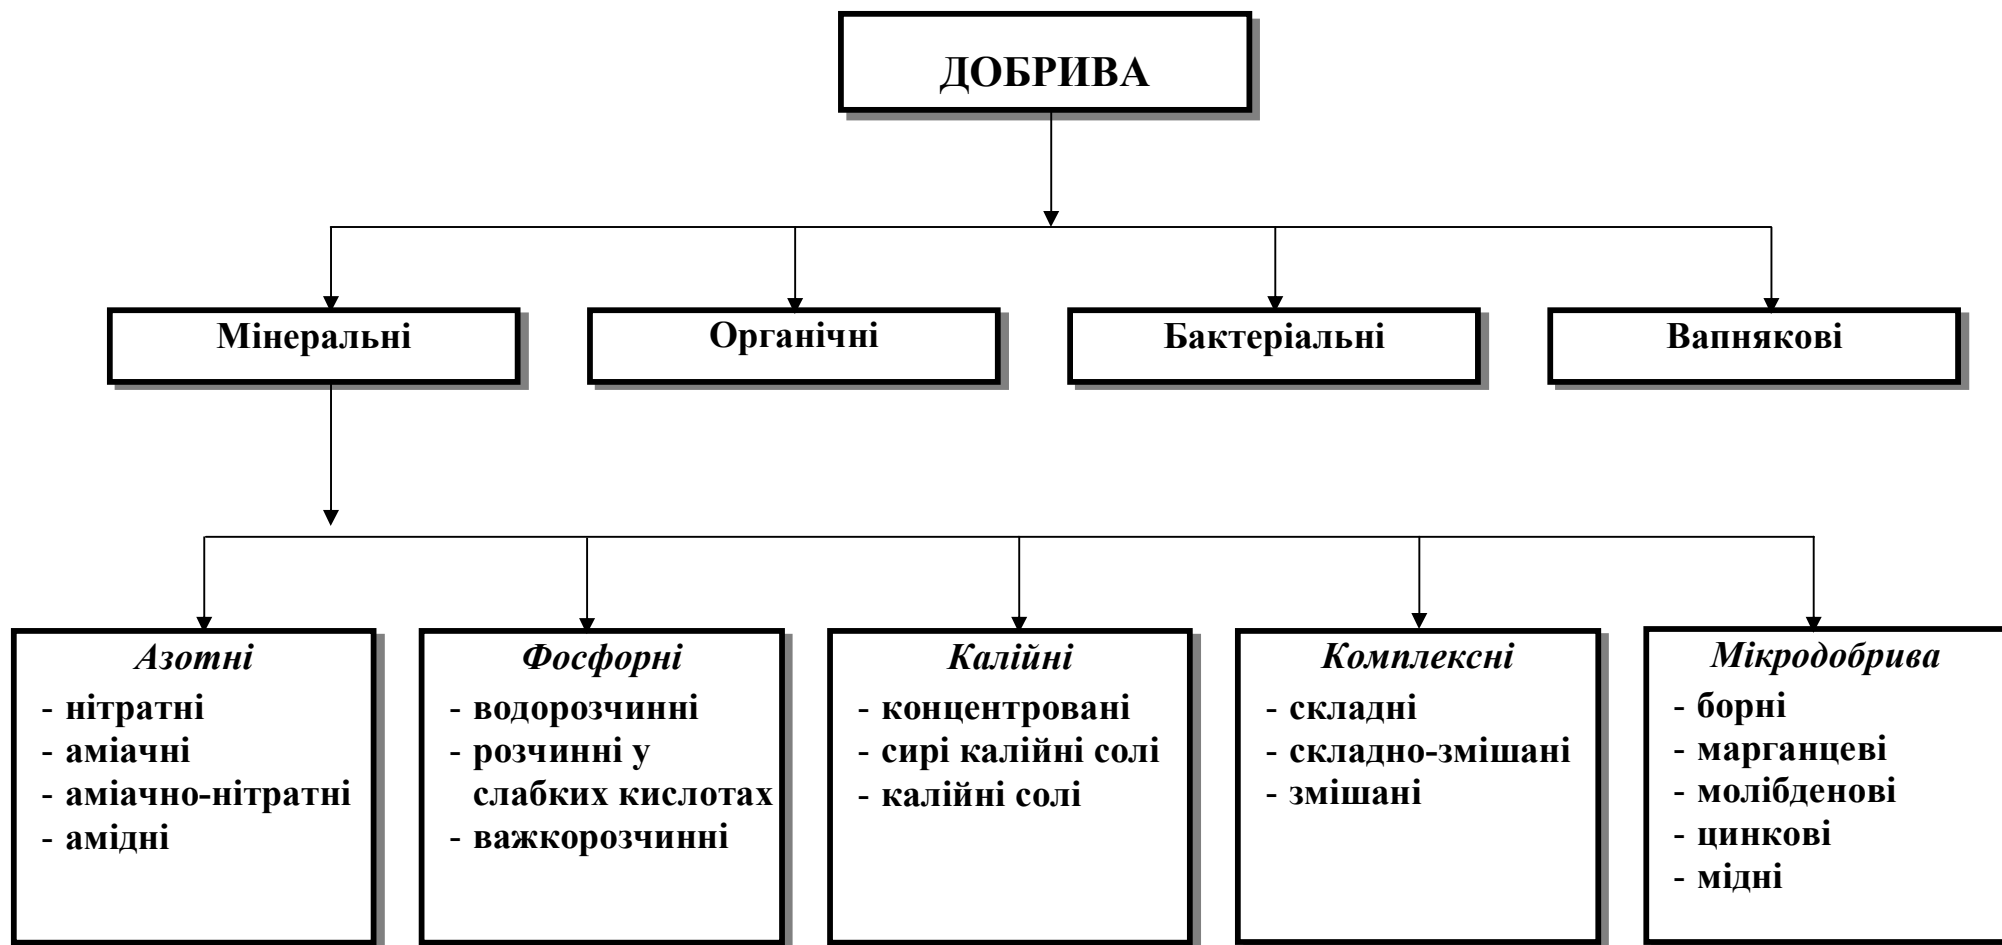 ДОБРИВА
Мінеральні
Органічні
Бактеріальні
Вапнякові
Азотні
- нітратні
- аміачні
- аміачно-нітратні
- амідні
Фосфорні
- водорозчинні
- розчинні у
слабких кислотах
- важкорозчинні
Калійні
- концентровані
- сирі калійні солі
- калійні солі
Комплексні
- складні
- складно-змішані
- змішані
Мікродобрива
- борні
- марганцеві
- молібденові
- цинкові
- мідні